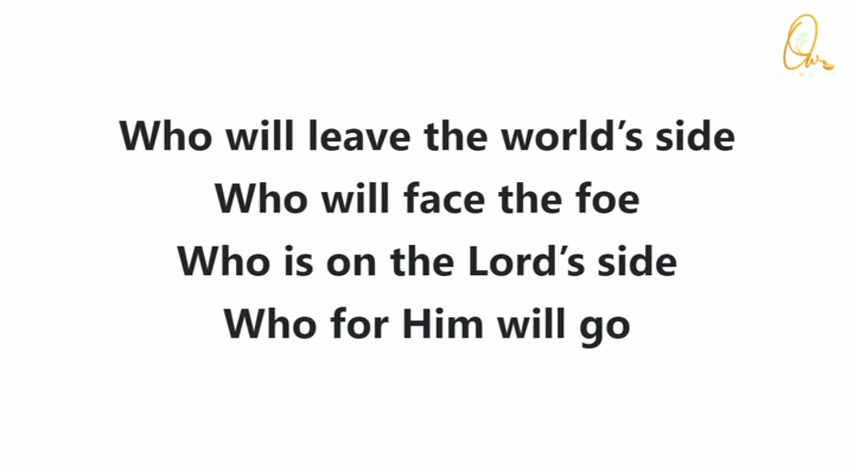 Who will leave the world’s side
Who will face the foe
Who is on the Lord’s side
Who for Him will go